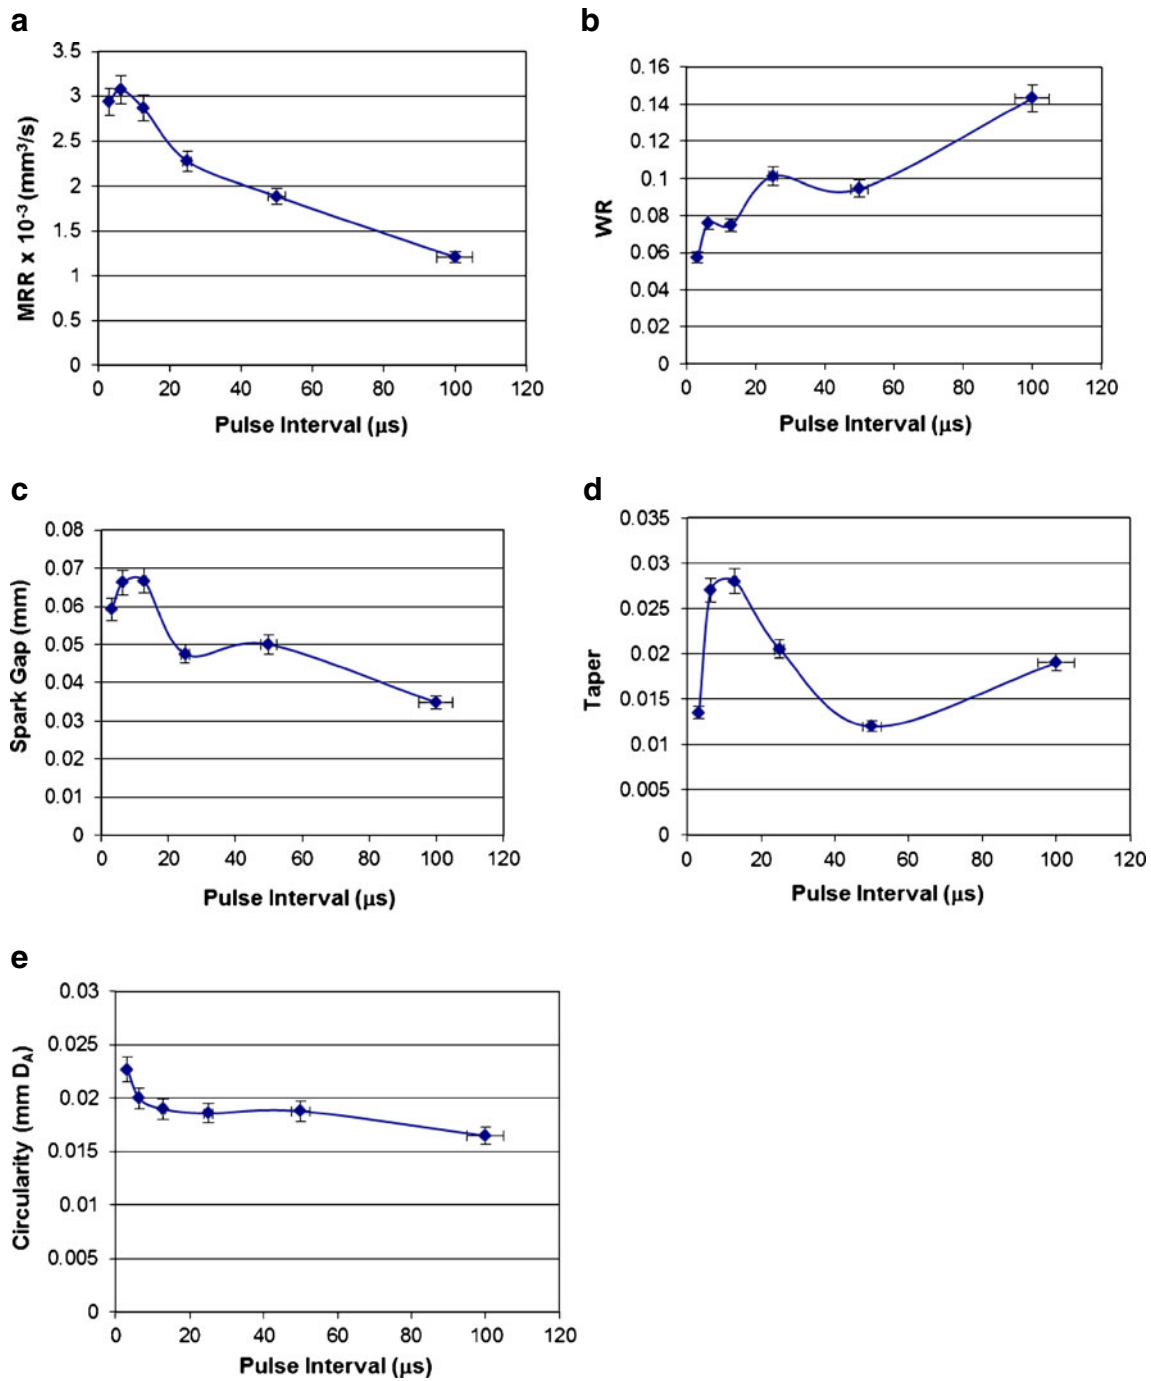 a
3.5
3
2.5
2
1.5
1
0.5
0
MRR x 10⁻³ (mm³/s)
0 20 40 60 80 100 120
Pulse Interval (μs)
b
0.16
0.14
0.12
0.1
0.08
0.06
0.04
0.02
0
WR
0 20 40 60 80 100 120
Pulse Interval (μs)
c
0.08
0.07
0.06
0.05
0.04
0.03
0.02
0.01
0
Spark Gap (mm)
0 20 40 60 80 100 120
Pulse Interval (μs)
d
0.035
0.03
0.025
0.02
0.015
0.01
0.005
0
Taper
0 20 40 60 80 100 120
Pulse Interval (μs)
e
0.03
0.025
0.02
0.015
0.01
0.005
0
Circularity (mm D_A)
0 20 40 60 80 100 120
Pulse Interval (μs)